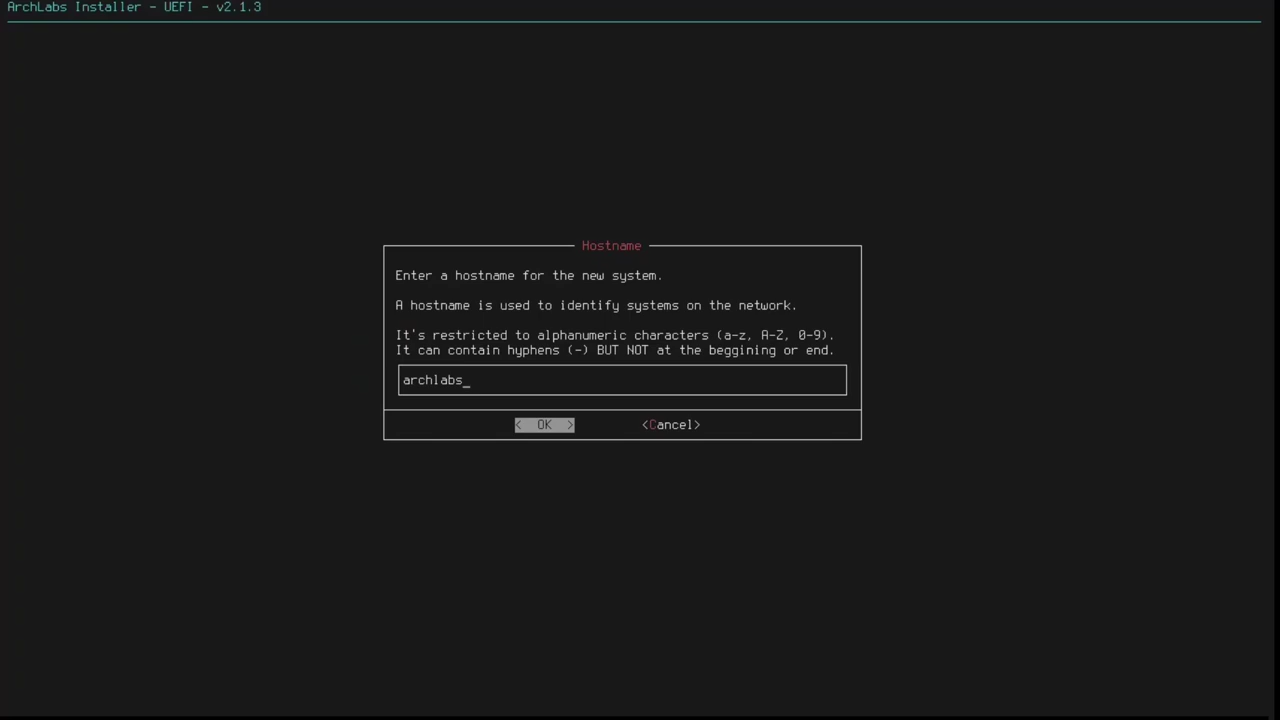 ArchLabs Installer - UEFI - v2.1.3
Hostname
Enter a hostname for the new system.
A hostname is used to identify systems on the network.
It's restricted to alphanumeric characters (a-z, A-Z, 0-9).
It can contain hyphens (-) BUT NOT at the beggining or end.
archlabs_
<  OK  > <Cancel>